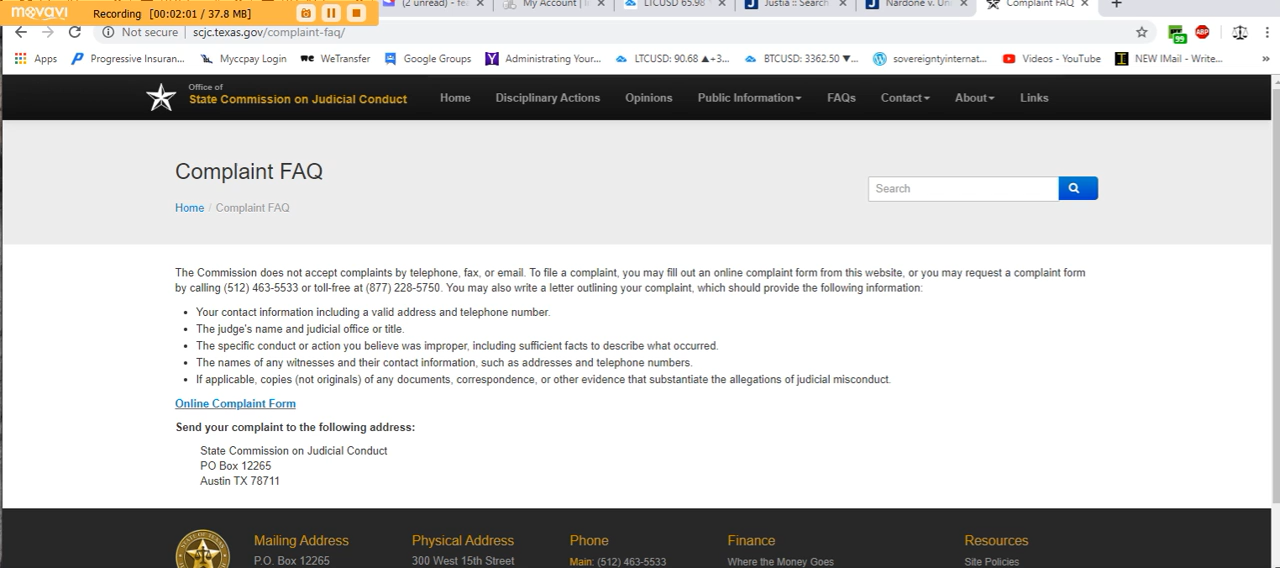 movavi Recording [00:02:01 / 37.8 MB]
(2 unread) - fe
My Account |
LTCUSD 65.98
Justia :: Search
Nardone v. Un
Complaint FAQ
Not secure | scjc.texas.gov/complaint-faq/
99 ABP
Apps Progressive Insuran... Myccpay Login we WeTransfer Google Groups Administrating Your... LTCUSD: 90.68 ▲+3... BTCUSD: 3362.50 ▼... sovereigntyinternat... Videos - YouTube NEW IMail - Write... »
Office of
State Commission on Judicial Conduct
Home Disciplinary Actions Opinions Public Information FAQs Contact About Links
Complaint FAQ
Search
Home / Complaint FAQ
The Commission does not accept complaints by telephone, fax, or email. To file a complaint, you may fill out an online complaint form from this website, or you may request a complaint form
by calling (512) 463-5533 or toll-free at (877) 228-5750. You may also write a letter outlining your complaint, which should provide the following information:
• Your contact information including a valid address and telephone number.
• The judge's name and judicial office or title.
• The specific conduct or action you believe was improper, including sufficient facts to describe what occurred.
• The names of any witnesses and their contact information, such as addresses and telephone numbers.
• If applicable, copies (not originals) of any documents, correspondence, or other evidence that substantiate the allegations of judicial misconduct.
Online Complaint Form
Send your complaint to the following address:
State Commission on Judicial Conduct
PO Box 12265
Austin TX 78711
Mailing Address Physical Address Phone Finance Resources
P.O. Box 12265 300 West 15th Street Main: (512) 463-5533 Where the Money Goes Site Policies